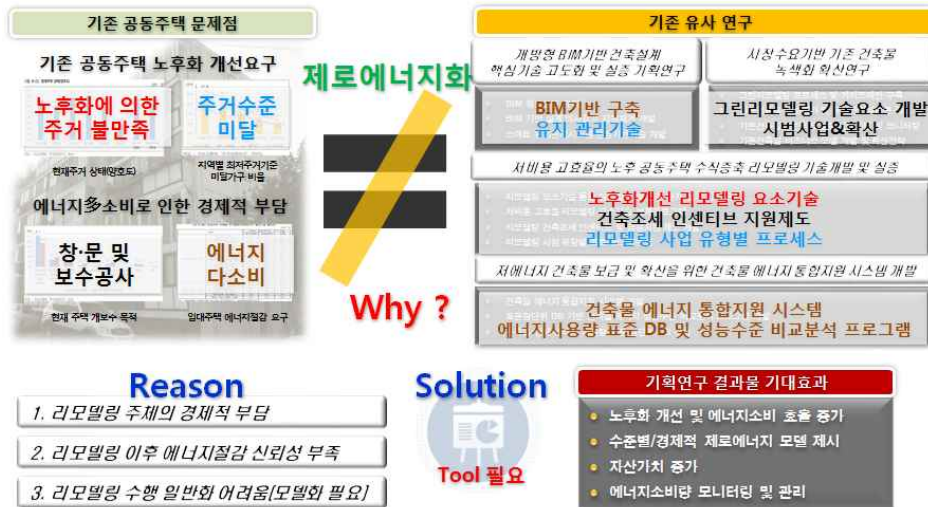 기존 공동주택 문제점
기존 공동주택 노후화 개선요구
노후화에 의한
주거 불만족
주거수준
미달
현재주거 상태(양호도)
지역별 최저주거기준
미달가구 비율
에너지多소비로 인한 경제적 부담
창·문 및
보수공사
에너지
다소비
현재 주택 개보수 목적
임대주택 에너지절감 요구
제로에너지화
Why ?
기존 유사 연구
개방형 BIM기반 건축설계
핵심기술 고도화 및 실증 기획연구
시장수요기반 기존 건축물
녹색화 확산연구
BIM기반 구축
유지 관리기술
그린리모델링 기술요소 개발
시범사업&확산
저비용 고효율의 노후 공동주택 수직증축 리모델링 기술개발 및 실증
노후화개선 리모델링 요소기술
건축조세 인센티브 지원제도
리모델링 사업 유형별 프로세스
저에너지 건축물 보급 및 확산을 위한 건축물 에너지통합지원 시스템 개발
건축물 에너지 통합지원 시스템
에너지사용량 표준 DB 및 성능수준 비교분석 프로그램
Reason
1. 리모델링 주체의 경제적 부담
2. 리모델링 이후 에너지절감 신뢰성 부족
3. 리모델링 수행 일반화 어려움[모델화 필요]
Solution
Tool 필요
기획연구 결과물 기대효과
노후화 개선 및 에너지소비 효율 증가
수준별/경제적 제로에너지 모델 제시
자산가치 증가
에너지소비량 모니터링 및 관리